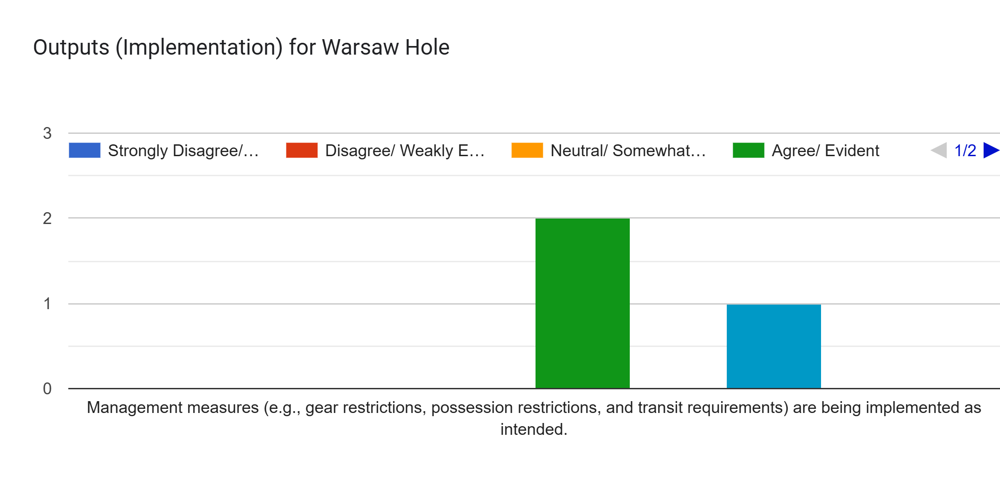 Outputs (Implementation) for Warsaw Hole
3
Strongly Disagree/… Disagree/ Weakly E… Neutral/ Somewhat… Agree/ Evident 1/2
2
1
0
Management measures (e.g., gear restrictions, possession restrictions, and transit requirements) are being implemented as
intended.